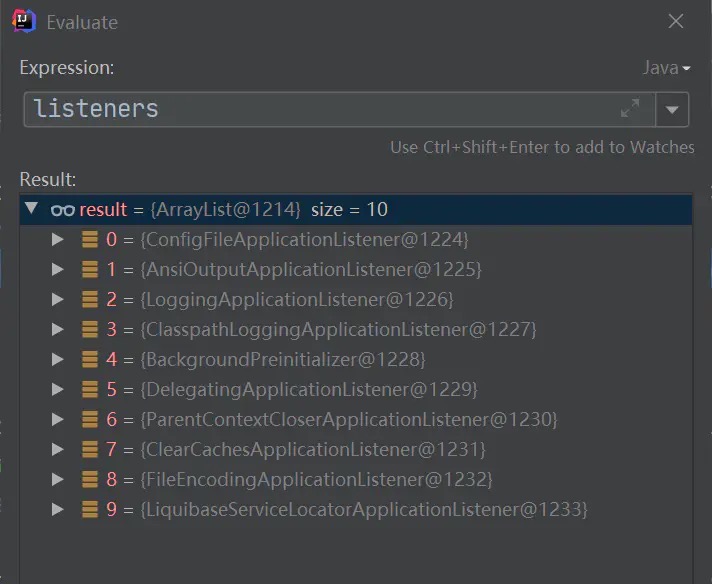 Evaluate
Expression:
Java
listeners
Use Ctrl+Shift+Enter to add to Watches
Result:
result = {ArrayList@1214} size = 10
0 = {ConfigFileApplicationListener@1224}
1 = {AnsiOutputApplicationListener@1225}
2 = {LoggingApplicationListener@1226}
3 = {ClasspathLoggingApplicationListener@1227}
4 = {BackgroundPreinitializer@1228}
5 = {DelegatingApplicationListener@1229}
6 = {ParentContextCloserApplicationListener@1230}
7 = {ClearCachesApplicationListener@1231}
8 = {FileEncodingApplicationListener@1232}
9 = {LiquibaseServiceLocatorApplicationListener@1233}